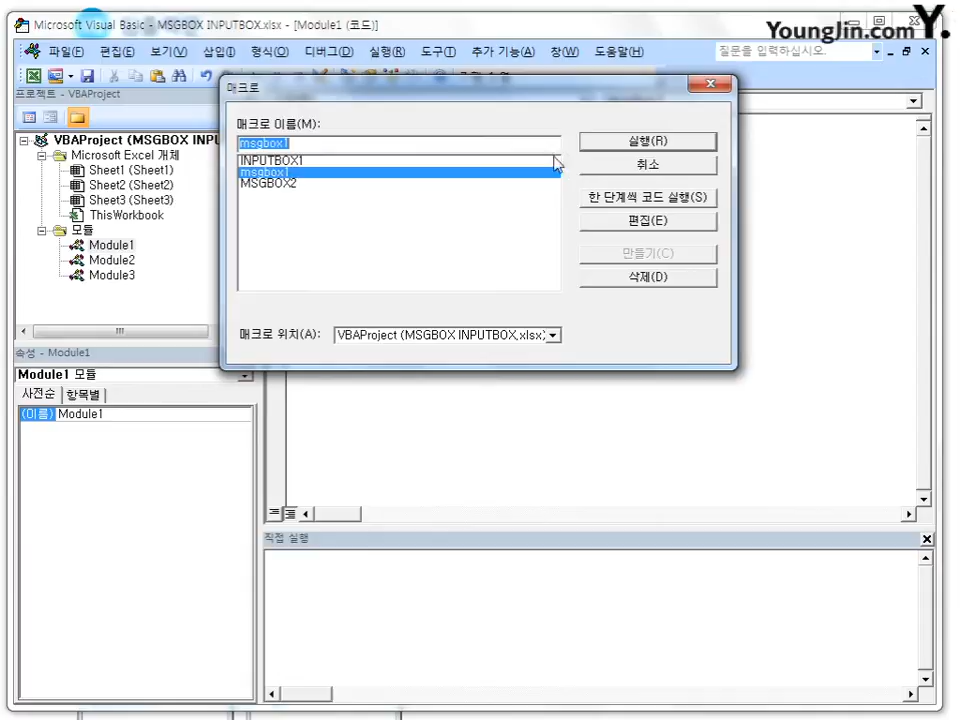 Microsoft Visual Basic - MSGBOX INPUTBOX.xlsx - [Module1 (코드)]
Younglin.com Y.
파일(F) 편집(E) 보기(V) 삽입(I) 형식(O) 디버그(D) 실행(R) 도구(T) 추가 기능(A) 창(W) 도움말(H)
질문을 입력하십시오.
프로젝트 - VBAProject
VBAProject (MSGBOX INPU
Microsoft Excel 개체
Sheet1 (Sheet1)
Sheet2 (Sheet2)
Sheet3 (Sheet3)
ThisWorkbook
모듈
Module1
Module2
Module3
속성 - Module1
Module1 모듈
사전순 항목별
(이름) Module1
매크로
매크로 이름(M):
msgbox1
INPUTBOX1
msgbox1
MSGBOX2
실행(R)
취소
한 단계씩 코드 실행(S)
편집(E)
만들기(C)
삭제(D)
매크로 위치(A): VBAProject (MSGBOX INPUTBOX.xlsx)
직접 실행